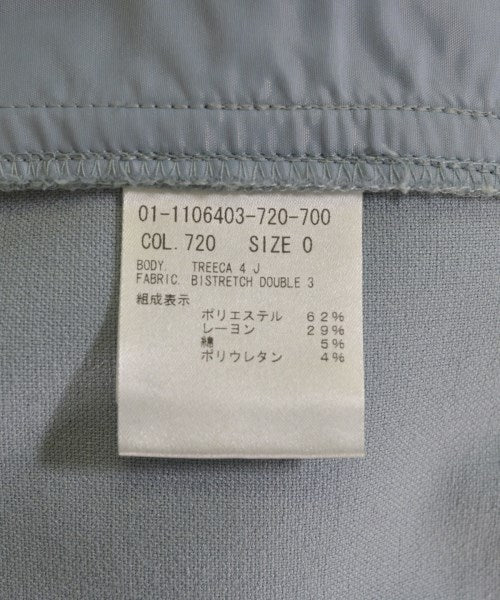 01-1106403-720-700
COL. 720 SIZE 0
BODY. TREECA 4 J
FABRIC. BISTRETCH DOUBLE 3
組成表示
ポリエステル 62%
レーヨン 29%
綿 5%
ポリウレタン 4%